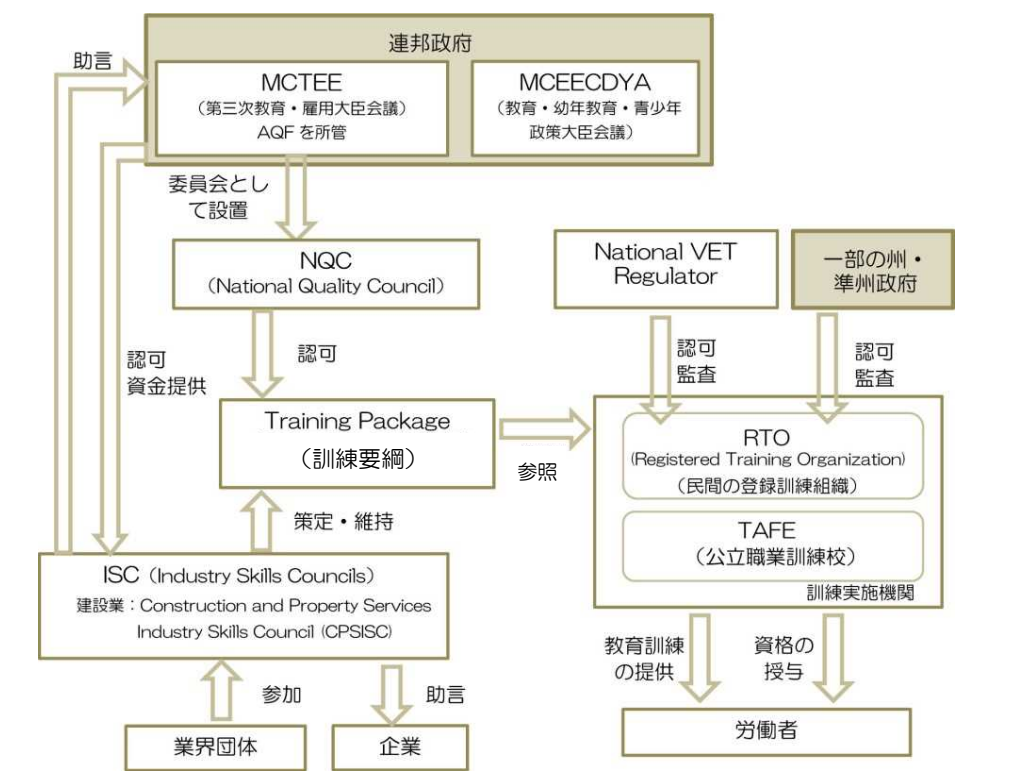 連邦政府
助言
MCTEE
（第三次教育・雇用大臣会議）
AQF を所管
MCEECDYA
（教育・幼年教育・青少年
政策大臣会議）
委員会とし
て設置
NQC
（National Quality Council）
National VET
Regulator
一部の州・
準州政府
認可
資金提供
認可
認可
監査
認可
監査
Training Package
（訓練要綱）
参照
RTO
(Registered Training Organization)
（民間の登録訓練組織）
TAFE
（公立職業訓練校）
訓練実施機関
策定・維持
ISC（Industry Skills Councils）
建設業：Construction and Property Services
Industry Skills Council (CPSISC)
教育訓練
の提供
資格の
授与
参加
助言
業界団体
企業
労働者